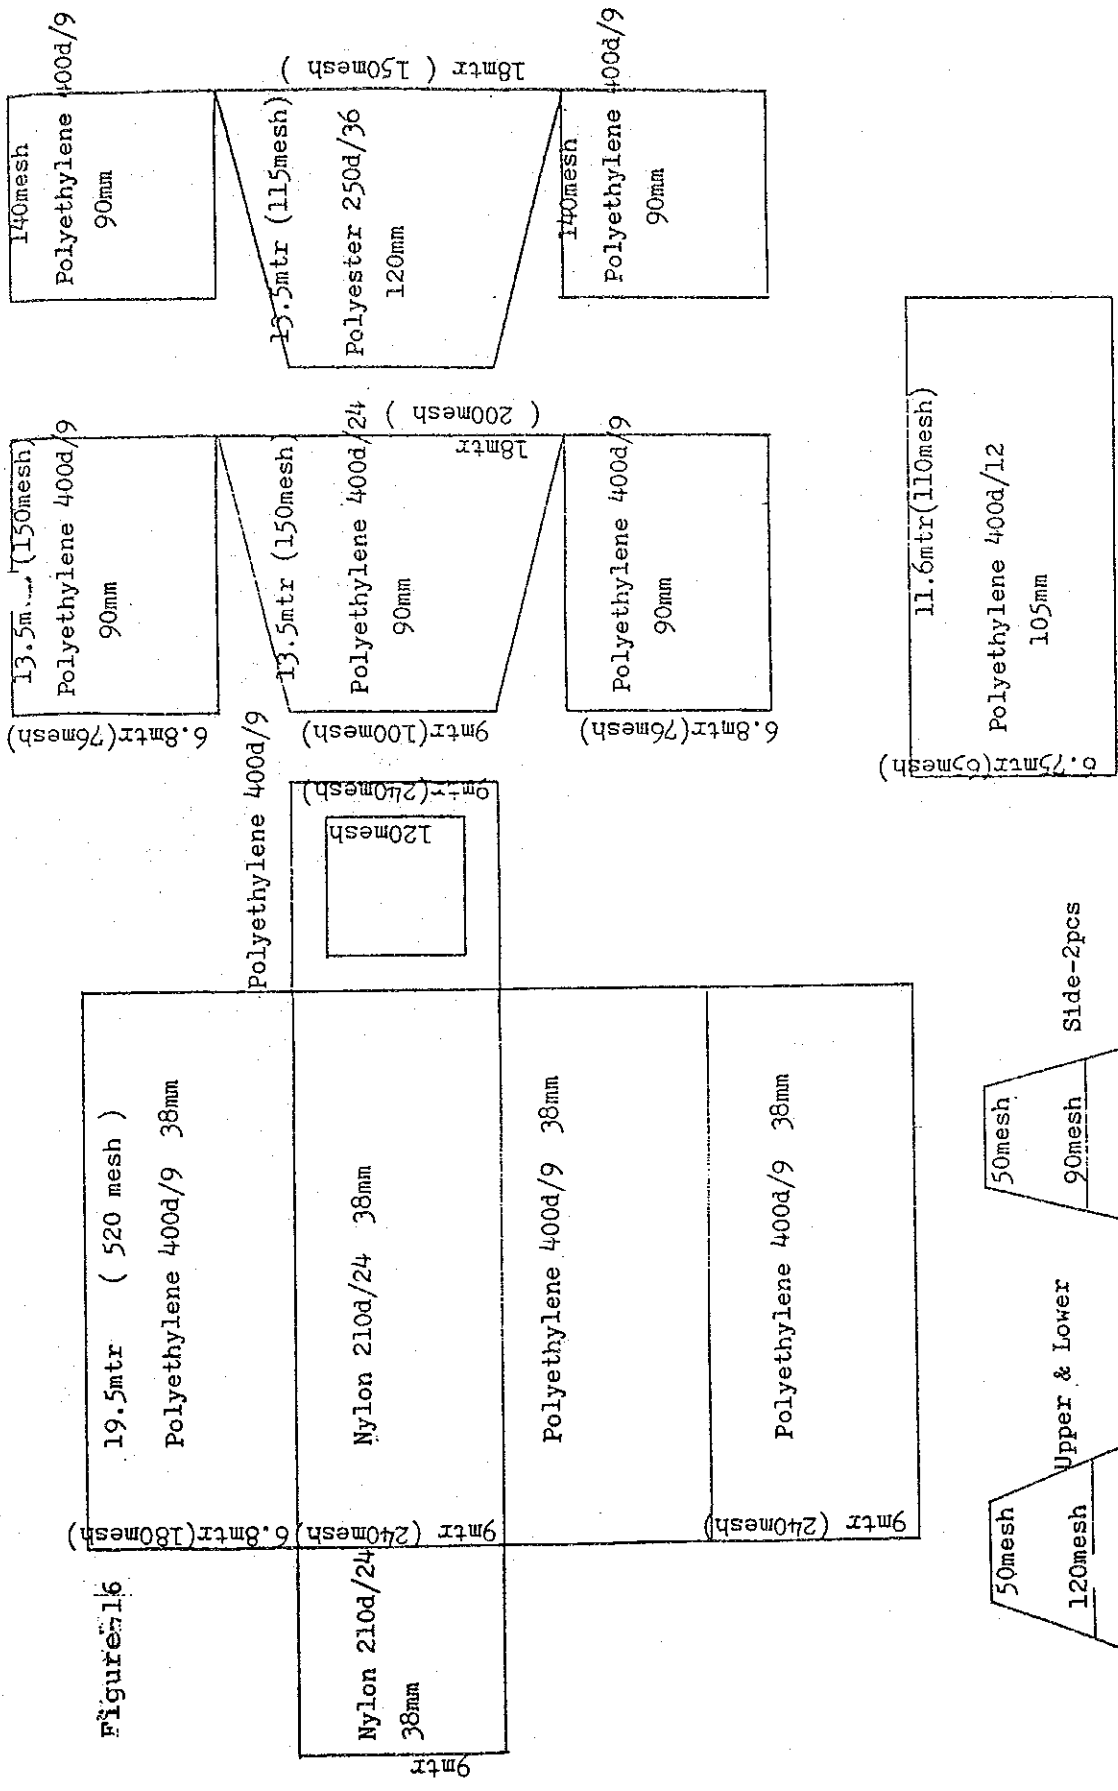 Figure-16
19.5mtr ( 520 mesh )
Polyethylene 400d/9 38mm
6.8mtr(180mesh)
Nylon 210d/24
38mm
9mtr
Nylon 210d/24 38mm
9mtr (240mesh)
Polyethylene 400d/9 38mm
Polyethylene 400d/9 38mm
9mtr (240mesh)
Polyethylene 400d/9
9mtr(240mesh)
120mesh
(150mesh)
Polyethylene 400d/9
90mm
6.8mtr(76mesh)
13.5mtr (150mesh)
Polyethylene 400d/24
90mm
9mtr(100mesh)
18mtr
( 200mesh )
Polyethylene 400d/9
90mm
6.8mtr(76mesh)
140mesh
Polyethylene 400d/9
90mm
13.5mtr (115mesh)
Polyester 250d/36
120mm
18mtr ( 150mesh )
140mesh
Polyethylene 400d/9
90mm
50mesh
120mesh
Upper & Lower
50mesh
90mesh
Side-2pcs
11.6mtr(110mesh)
Polyethylene 400d/12
105mm